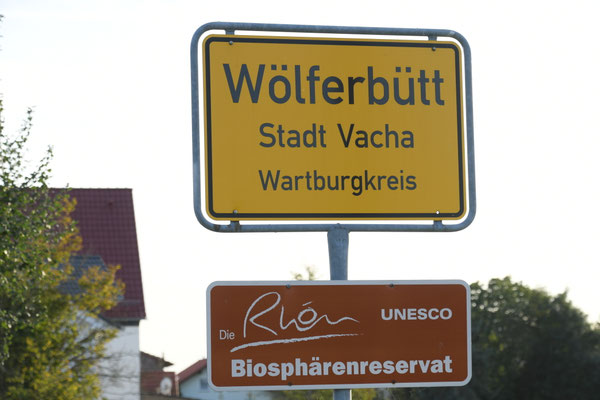 Wölferbütt
Stadt Vacha
Wartburgkreis
Die Rhön UNESCO
Biosphärenreservat